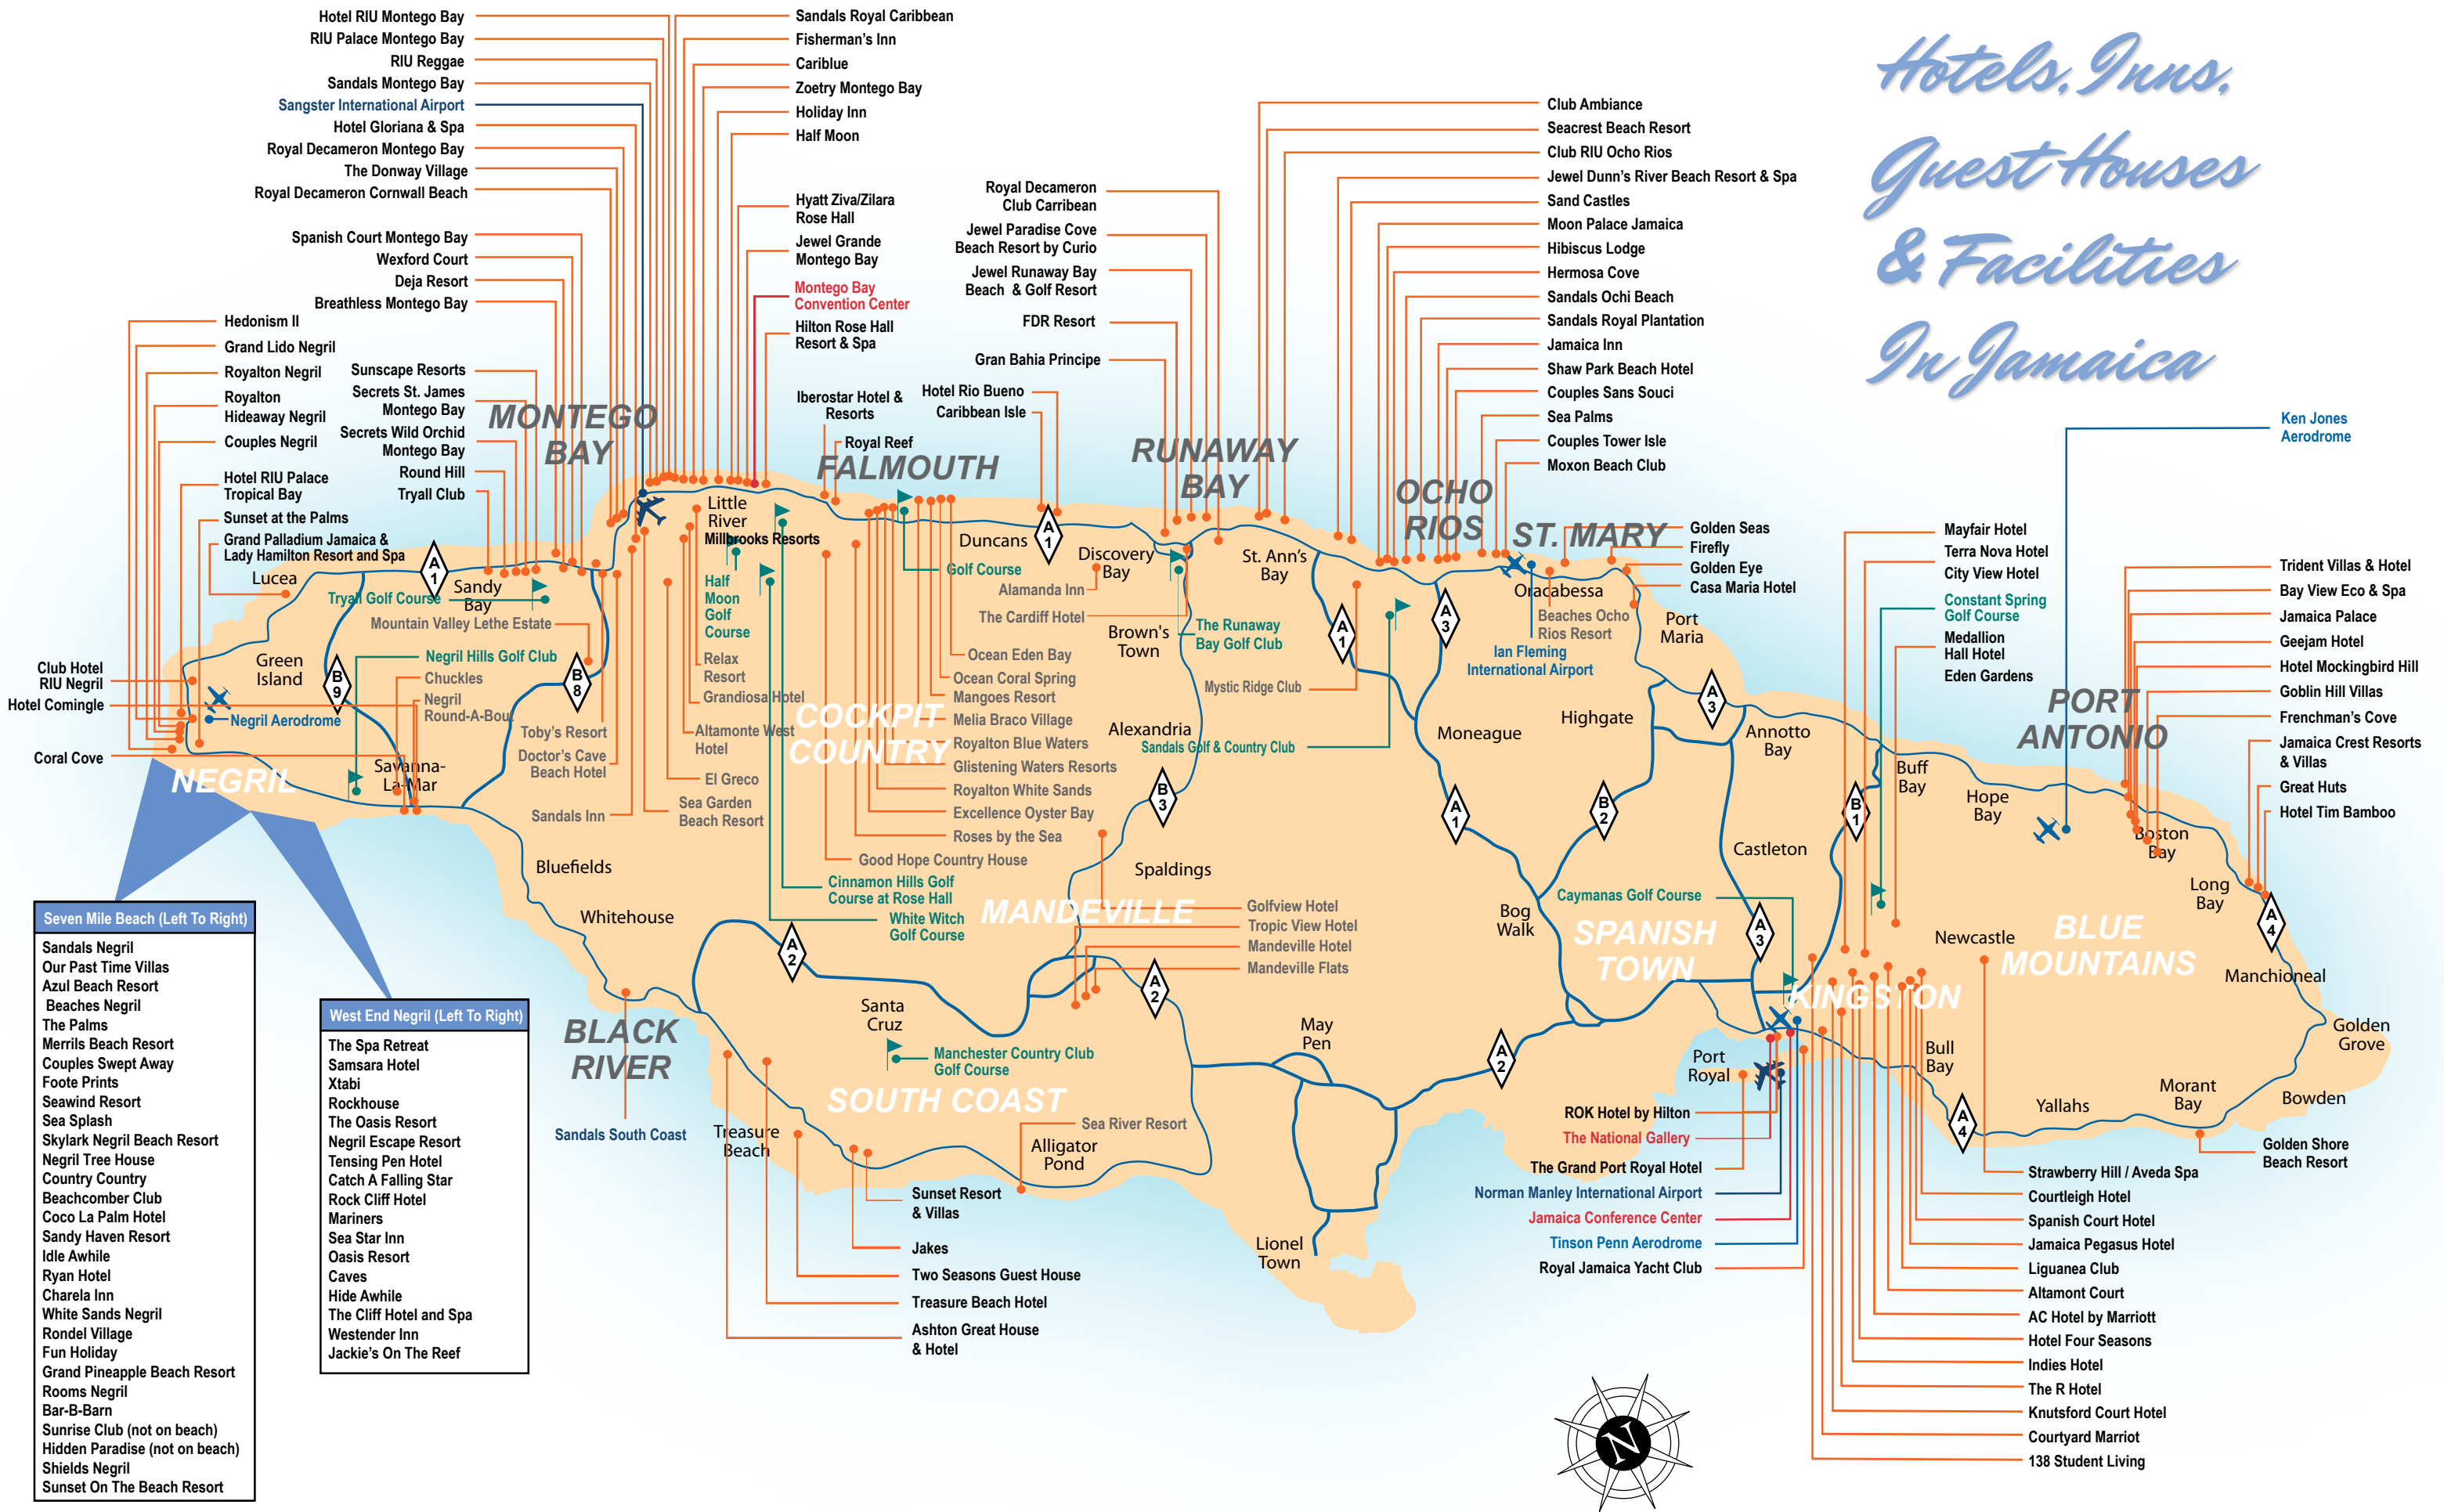 Hotels, Inns,
Guest Houses
& Facilities
In Jamaica
Hotel RIU Montego Bay
RIU Palace Montego Bay
RIU Reggae
Sandals Montego Bay
Sangster International Airport
Hotel Gloriana & Spa
Royal Decameron Montego Bay
The Donway Village
Royal Decameron Cornwall Beach
Spanish Court Montego Bay
Wexford Court
Deja Resort
Breathless Montego Bay
Sunscape Resorts
Secrets St. James
Montego Bay
Secrets Wild Orchid
Montego Bay
Round Hill
Tryall Club
Hedonism II
Grand Lido Negril
Royalton Negril
Royalton
Hideaway Negril
Couples Negril
Hotel RIU Palace
Tropical Bay
Sunset at the Palms
Grand Palladium Jamaica &
Lady Hamilton Resort and Spa
Club Hotel
RIU Negril
Hotel Comingle
Coral Cove
Sandals Royal Caribbean
Fisherman's Inn
Cariblue
Zoetry Montego Bay
Holiday Inn
Half Moon
Hyatt Ziva/Zilara
Rose Hall
Jewel Grande
Montego Bay
Montego Bay
Convention Center
Hilton Rose Hall
Resort & Spa
Iberostar Hotel &
Resorts
Royal Reef
Hotel Rio Bueno
Caribbean Isle
Royal Decameron
Club Carribean
Jewel Paradise Cove
Beach Resort by Curio
Jewel Runaway Bay
Beach & Golf Resort
FDR Resort
Gran Bahia Principe
Club Ambiance
Seacrest Beach Resort
Club RIU Ocho Rios
Jewel Dunn's River Beach Resort & Spa
Sand Castles
Moon Palace Jamaica
Hibiscus Lodge
Hermosa Cove
Sandals Ochi Beach
Sandals Royal Plantation
Jamaica Inn
Shaw Park Beach Hotel
Couples Sans Souci
Sea Palms
Couples Tower Isle
Moxon Beach Club
Golden Seas
Firefly
Golden Eye
Casa Maria Hotel
Ken Jones
Aerodrome
Mayfair Hotel
Terra Nova Hotel
City View Hotel
Constant Spring
Golf Course
Medallion
Hall Hotel
Eden Gardens
Trident Villas & Hotel
Bay View Eco & Spa
Jamaica Palace
Geejam Hotel
Hotel Mockingbird Hill
Goblin Hill Villas
Frenchman's Cove
Jamaica Crest Resorts
& Villas
Great Huts
Hotel Tim Bamboo
MONTEGO
BAY
FALMOUTH
RUNAWAY
BAY
OCHO
RIOS
ST. MARY
PORT
ANTONIO
NEGRIL
COCKPIT
COUNTRY
MANDEVILLE
BLACK
RIVER
SOUTH COAST
SPANISH
TOWN
KINGSTON
BLUE
MOUNTAINS
Lucea
Sandy
Bay
Green
Island
Savanna-
La-Mar
Bluefields
Whitehouse
Little
River
Millbrooks Resorts
Duncans
Discovery
Bay
Brown's
Town
Alexandria
Spaldings
St. Ann's
Bay
Oracabessa
Port
Maria
Moneague
Highgate
Annotto
Bay
Buff
Bay
Hope
Bay
Boston
Bay
Long
Bay
Castleton
Bog
Walk
Newcastle
Manchioneal
Golden
Grove
Bowden
Morant
Bay
Yallahs
Bull
Bay
Port
Royal
May
Pen
Lionel
Town
Santa
Cruz
Treasure
Beach
Alligator
Pond
A
1
B
9
B
8
A
1
A
1
A
3
A
3
A
1
B
2
B
3
B
1
A
2
A
2
A
2
A
3
A
4
A
4
Tryall Golf Course
Mountain Valley Lethe Estate
Negril Hills Golf Club
Chuckles
Negril
Round-A-Bou
Negril Aerodrome
Toby's Resort
Doctor's Cave
Beach Hotel
Sandals Inn
Half
Moon
Golf
Course
Relax
Resort
Grandiosa Hotel
Altamonte West
Hotel
El Greco
Sea Garden
Beach Resort
Golf Course
Alamanda Inn
The Cardiff Hotel
The Runaway
Bay Golf Club
Ocean Eden Bay
Ocean Coral Spring
Mangoes Resort
Melia Braco Village
Royalton Blue Waters
Glistening Waters Resorts
Royalton White Sands
Excellence Oyster Bay
Roses by the Sea
Good Hope Country House
Cinnamon Hills Golf
Course at Rose Hall
White Witch
Golf Course
Mystic Ridge Club
Sandals Golf & Country Club
Beaches Ocho
Rios Resort
Ian Fleming
International Airport
Golfview Hotel
Tropic View Hotel
Mandeville Hotel
Mandeville Flats
Caymanas Golf Course
Manchester Country Club
Golf Course
Sea River Resort
Sandals South Coast
Sunset Resort
& Villas
Jakes
Two Seasons Guest House
Treasure Beach Hotel
Ashton Great House
& Hotel
ROK Hotel by Hilton
The National Gallery
The Grand Port Royal Hotel
Norman Manley International Airport
Jamaica Conference Center
Tinson Penn Aerodrome
Royal Jamaica Yacht Club
Golden Shore
Beach Resort
Strawberry Hill / Aveda Spa
Courtleigh Hotel
Spanish Court Hotel
Jamaica Pegasus Hotel
Liguanea Club
Altamont Court
AC Hotel by Marriott
Hotel Four Seasons
Indies Hotel
The R Hotel
Knutsford Court Hotel
Courtyard Marriot
138 Student Living
Seven Mile Beach (Left To Right)
Sandals Negril
Our Past Time Villas
Azul Beach Resort
Beaches Negril
The Palms
Merrils Beach Resort
Couples Swept Away
Foote Prints
Seawind Resort
Sea Splash
Skylark Negril Beach Resort
Negril Tree House
Country Country
Beachcomber Club
Coco La Palm Hotel
Sandy Haven Resort
Idle Awhile
Ryan Hotel
Charela Inn
White Sands Negril
Rondel Village
Fun Holiday
Grand Pineapple Beach Resort
Rooms Negril
Bar-B-Barn
Sunrise Club (not on beach)
Hidden Paradise (not on beach)
Shields Negril
Sunset On The Beach Resort
West End Negril (Left To Right)
The Spa Retreat
Samsara Hotel
Xtabi
Rockhouse
The Oasis Resort
Negril Escape Resort
Tensing Pen Hotel
Catch A Falling Star
Rock Cliff Hotel
Mariners
Sea Star Inn
Oasis Resort
Caves
Hide Awhile
The Cliff Hotel and Spa
Westender Inn
Jackie's On The Reef
N